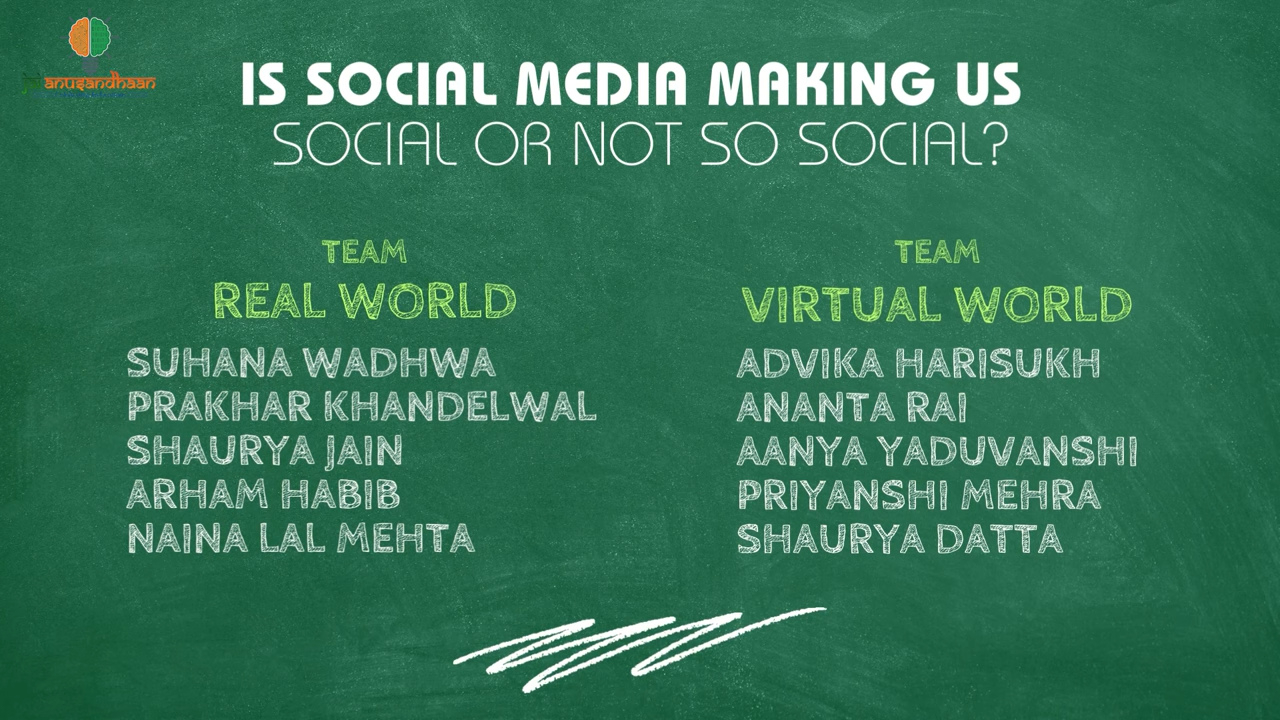 anusandhaan
IS SOCIAL MEDIA MAKING US
SOCIAL OR NOT SO SOCIAL?
TEAM
REAL WORLD
SUHANA WADHWA
PRAKHAR KHANDELWAL
SHAURYA JAIN
ARHAM HABIB
NAINA LAL MEHTA
TEAM
VIRTUAL WORLD
ADVIKA HARISUKH
ANANTA RAI
AANYA YADUVANSHI
PRIYANSHI MEHRA
SHAURYA DATTA